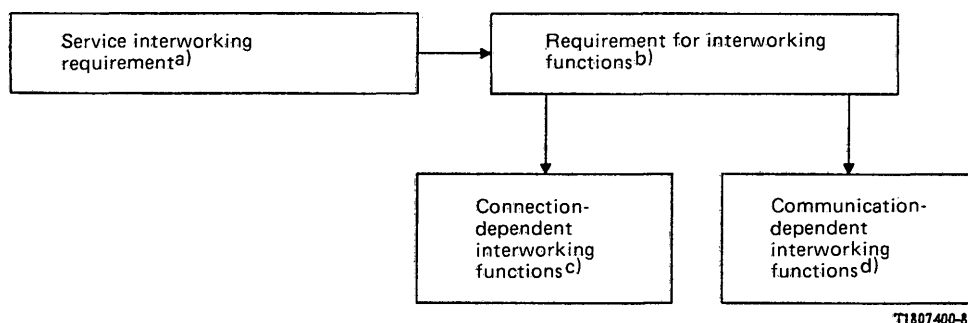 Service interworking
requirement a)
Requirement for interworking
functions b)
Connection-
dependent
interworking
functions c)
Communication-
dependent
interworking
functions d)
T1807400-8